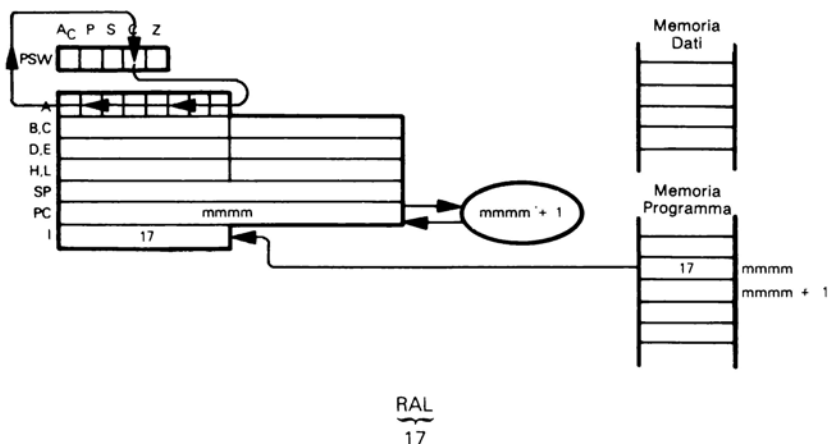 AC P S C Z
PSW
A
B,C
D,E
H,L
SP
PC mmmm
I 17
mmmm + 1
Memoria
Dati
Memoria
Programma
17 mmmm
mmmm + 1
RAL
17